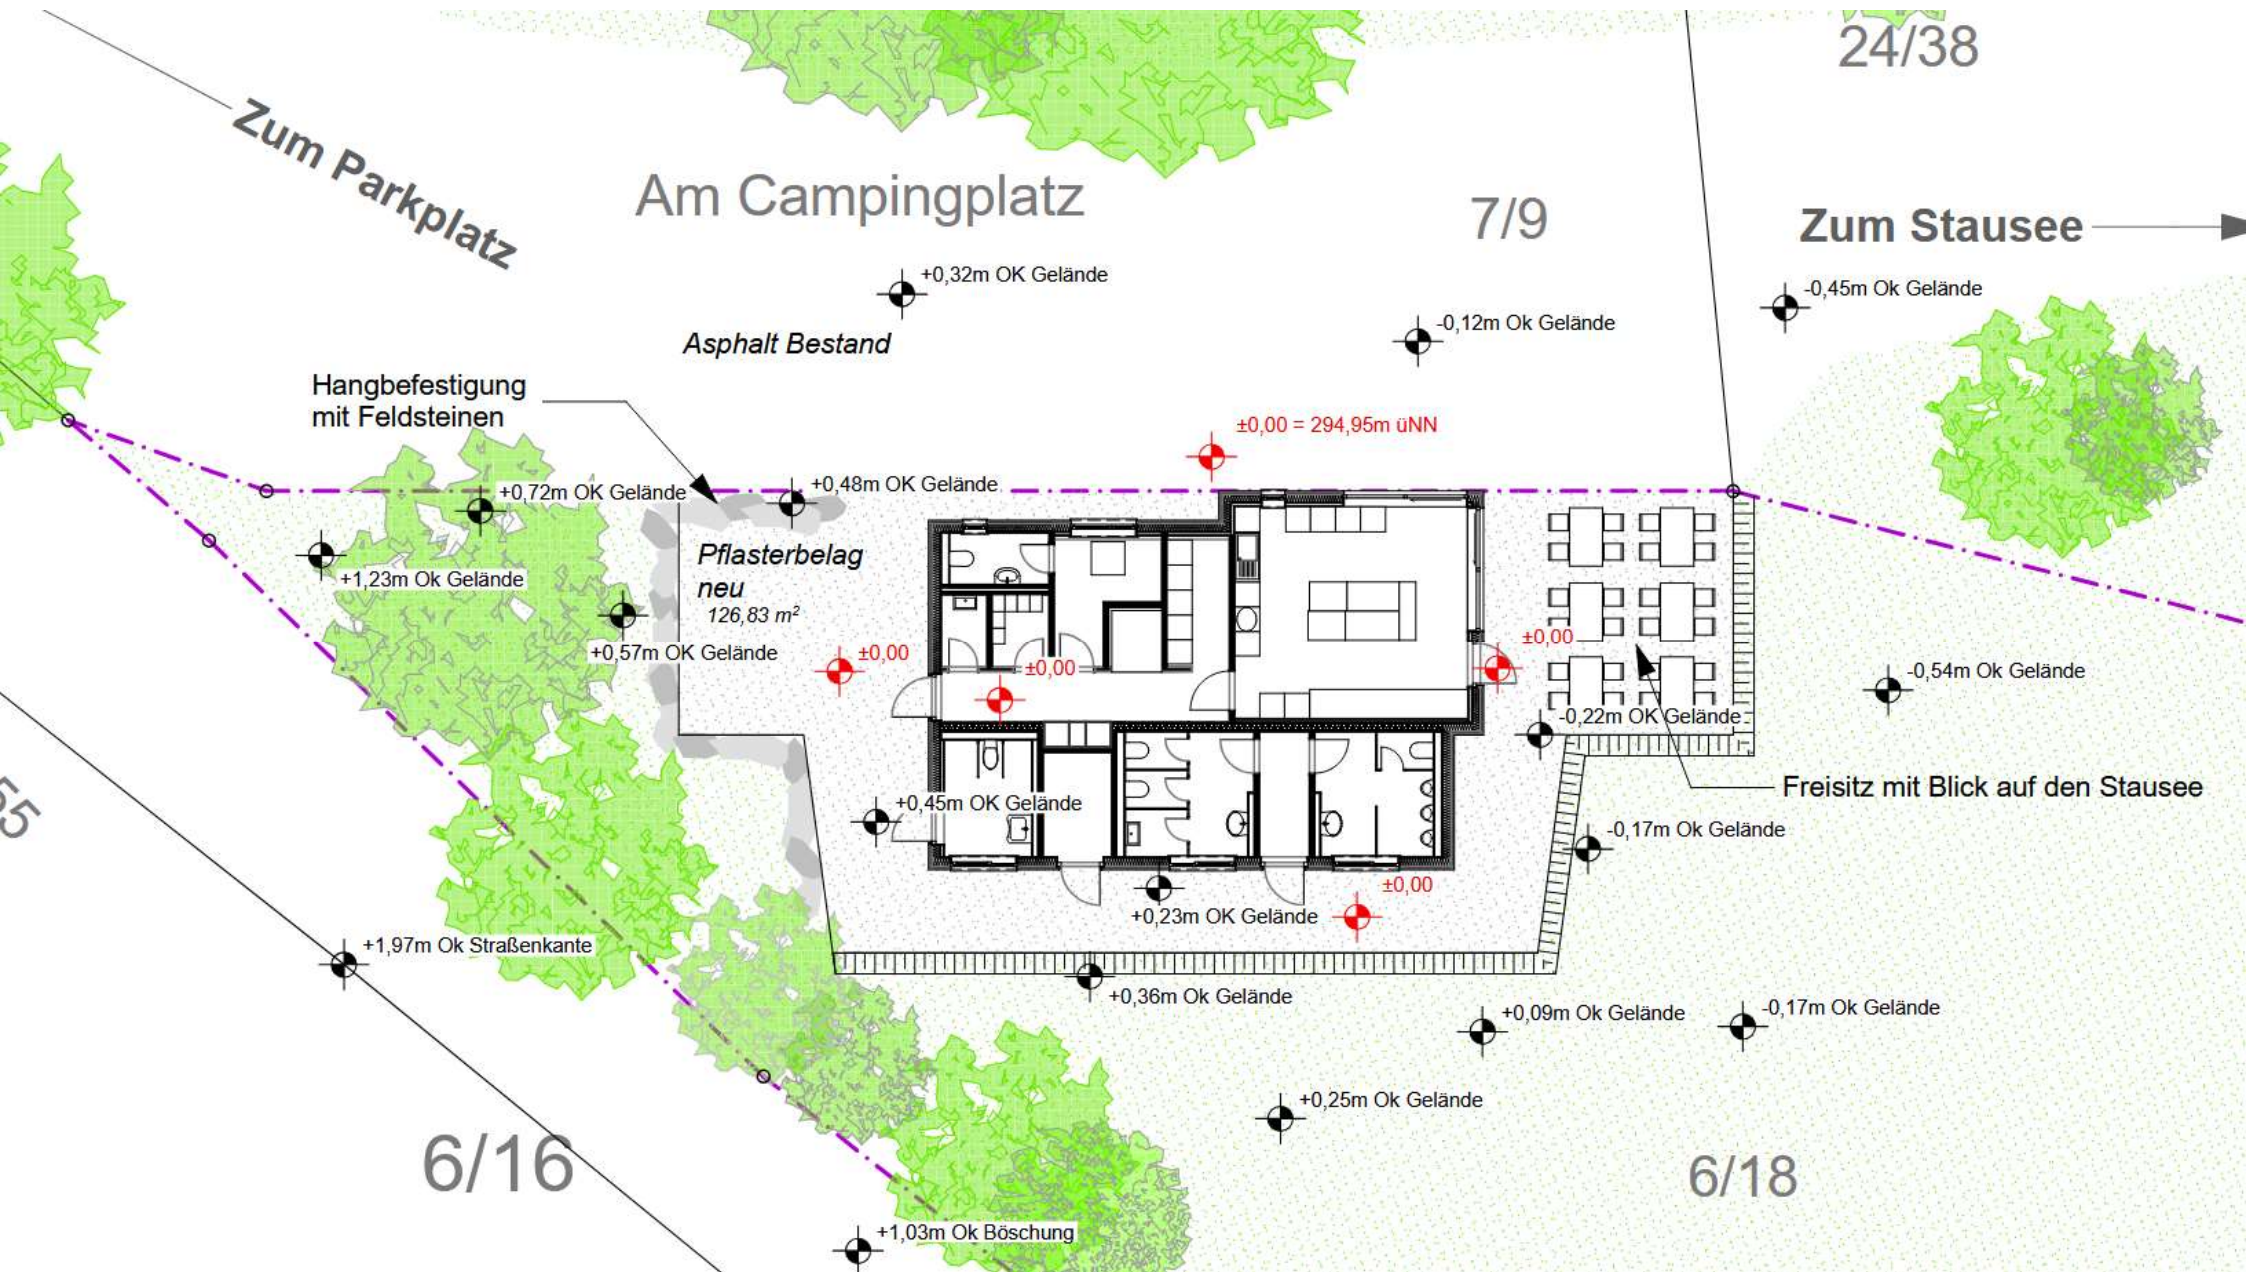 24/38
Zum Parkplatz
Am Campingplatz
7/9
Zum Stausee
+0,32m OK Gelände
-0,45m Ok Gelände
-0,12m Ok Gelände
Asphalt Bestand
Hangbefestigung
mit Feldsteinen
±0,00 = 294,95m üNN
+0,72m OK Gelände
+0,48m OK Gelände
Pflasterbelag
neu
126,83 m²
+1,23m Ok Gelände
+0,57m OK Gelände
±0,00
±0,00
±0,00
-0,54m Ok Gelände
-0,22m OK Gelände
Freisitz mit Blick auf den Stausee
55
+0,45m OK Gelände
-0,17m Ok Gelände
±0,00
+0,23m OK Gelände
+1,97m Ok Straßenkante
+0,36m Ok Gelände
+0,09m Ok Gelände
-0,17m Ok Gelände
+0,25m Ok Gelände
6/16
6/18
+1,03m Ok Böschung